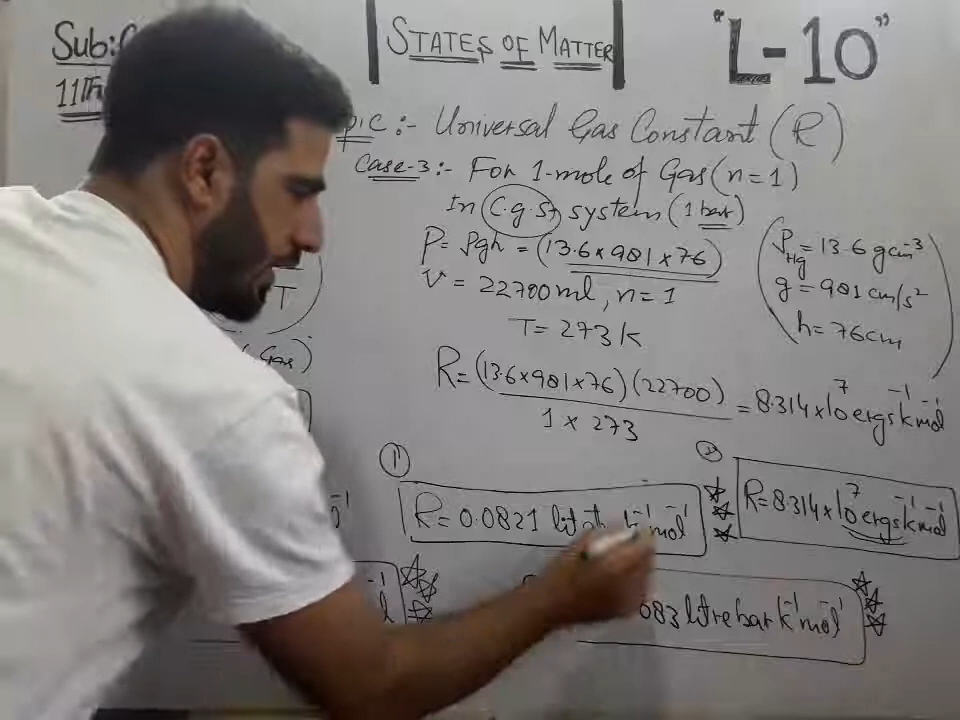 Sub:
STATES OF MATTER
"L-10"
11th
pic:- Universal Gas Constant (R)
Case-3:- For 1-mole of Gas (n=1)
In C.g.S. system (1 bar)
P = ρgh = (13.6×981×76)
V = 22700 ml, n=1
T = 273 K
ρHg = 13.6 g cm⁻³
g = 981 cm/s²
h = 76 cm
T
Gas)
R = (13.6×981×76)(22700) / 1 × 273 = 8.314×10⁷ ergs k⁻¹ mol⁻¹
①
R = 0.0821 lit k⁻¹ mol⁻¹
②
R = 8.314×10⁷ ergs k⁻¹ mol⁻¹
083 litre bar k⁻¹ mol⁻¹